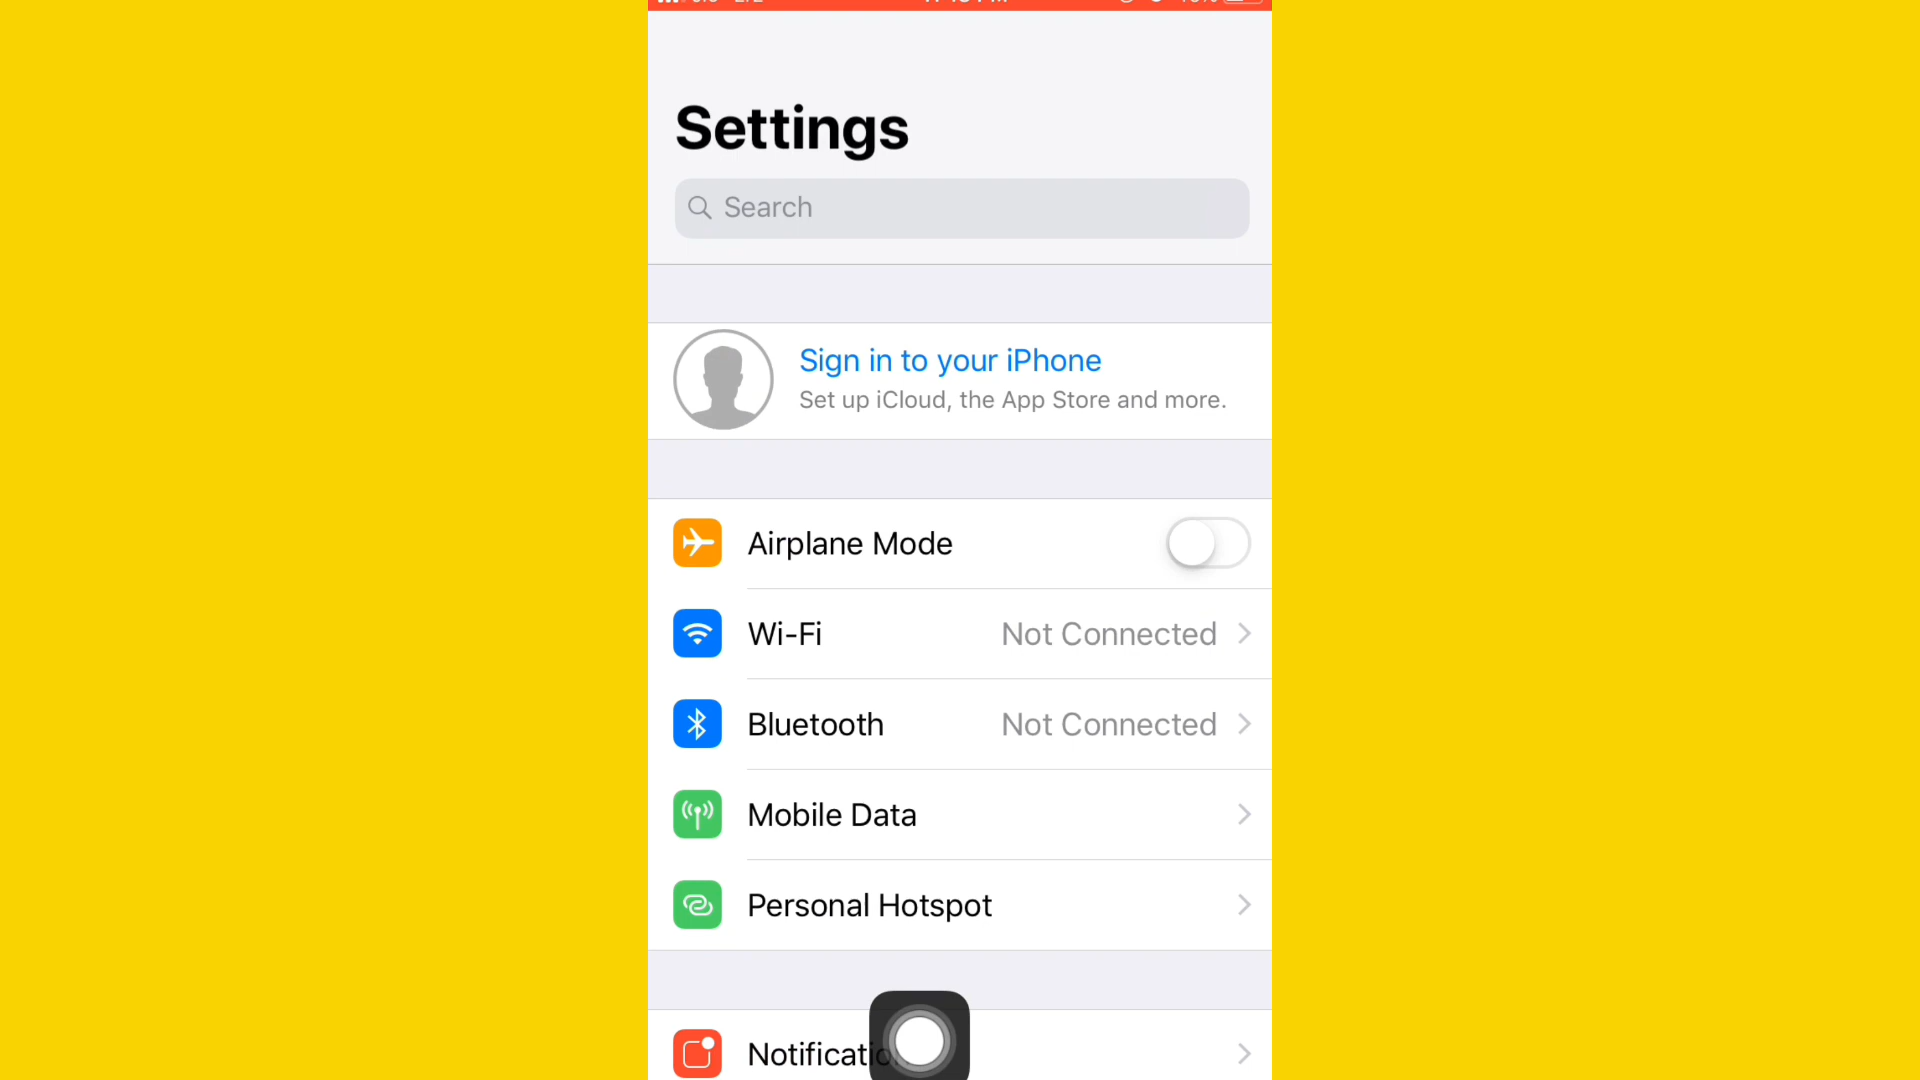 Settings
Search
Sign in to your iPhone
Set up iCloud, the App Store and more.
Airplane Mode
Wi-Fi Not Connected
Bluetooth Not Connected
Mobile Data
Personal Hotspot